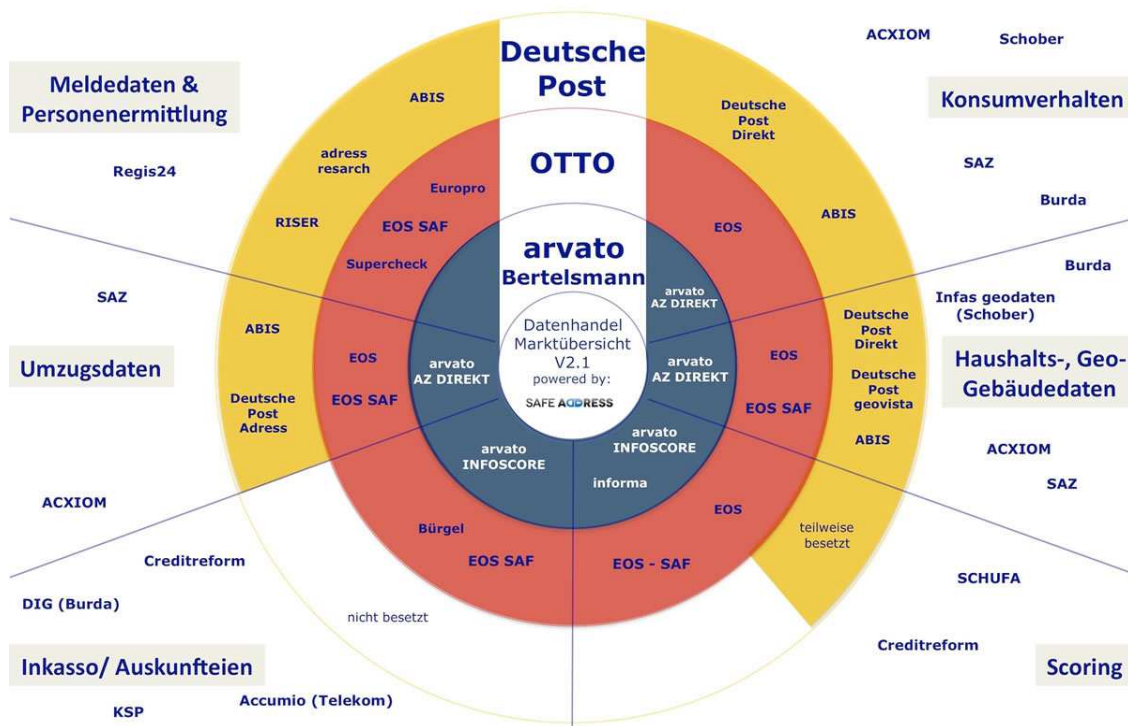 Deutsche
Post
OTTO
arvato
Bertelsmann
Datenhandel
Marktübersicht
V2.1
powered by:
SAFE ADDRESS
Meldedaten &
Personenermittlung
Regis24
ABIS
adress
resarch
RISER
Europro
EOS SAF
Supercheck
Umzugsdaten
SAZ
ACXIOM
ABIS
Deutsche
Post
Adress
EOS
EOS SAF
arvato
AZ DIREKT
Inkasso/ Auskunfteien
Creditreform
DIG (Burda)
KSP
Accumio (Telekom)
nicht besetzt
Bürgel
EOS SAF
arvato
INFOSCORE
Scoring
SCHUFA
Creditreform
teilweise
besetzt
EOS
EOS - SAF
arvato
INFOSCORE
informa
Haushalts-, Geo-
Gebäudedaten
Burda
Infas geodaten
(Schober)
ACXIOM
SAZ
Deutsche
Post
Direkt
Deutsche
Post
geovista
ABIS
EOS
EOS SAF
arvato
AZ DIREKT
Konsumverhalten
ACXIOM
Schober
SAZ
Burda
Deutsche
Post
Direkt
ABIS
EOS
arvato
AZ DIREKT